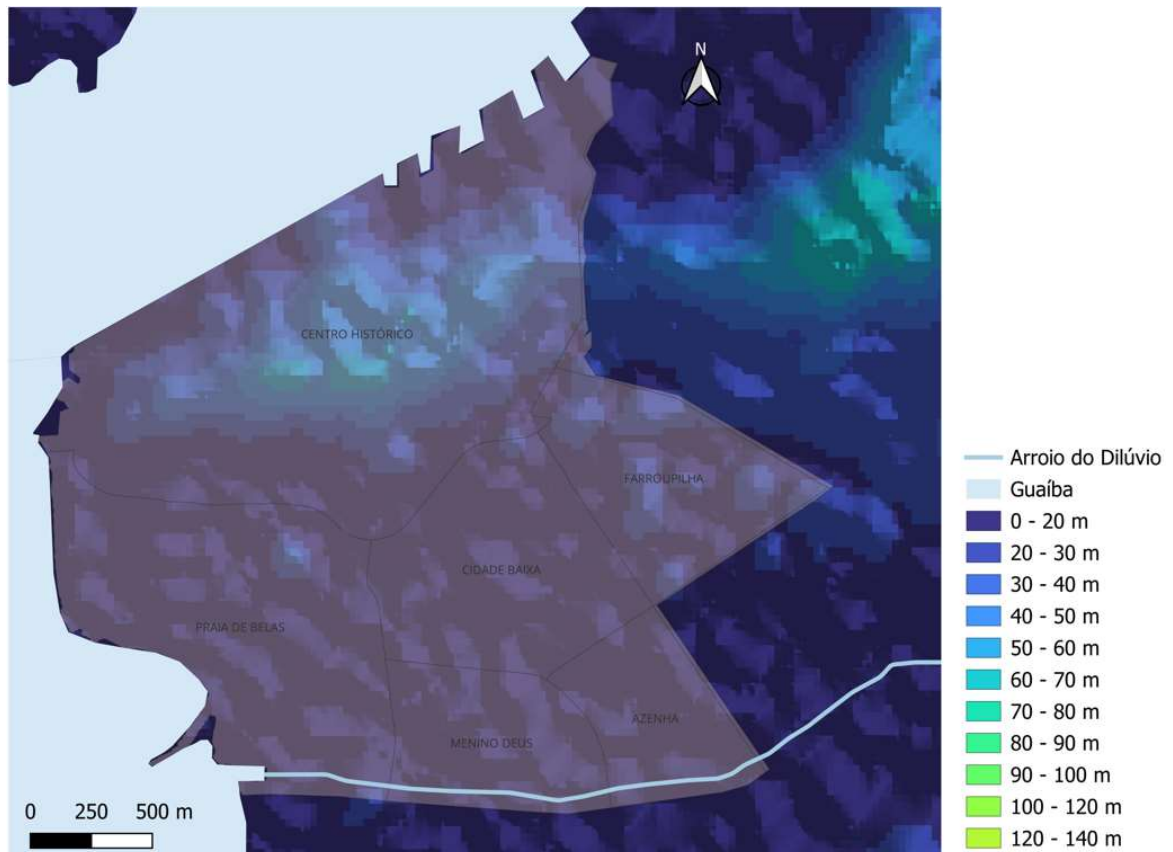 N
CENTRO HISTÓRICO
FARROUPILHA
CIDADE BAIXA
PRAIA DE BELAS
AZENHA
MENINO DEUS
0 250 500 m
Arroio do Dilúvio
Guaíba
0 - 20 m
20 - 30 m
30 - 40 m
40 - 50 m
50 - 60 m
60 - 70 m
70 - 80 m
80 - 90 m
90 - 100 m
100 - 120 m
120 - 140 m